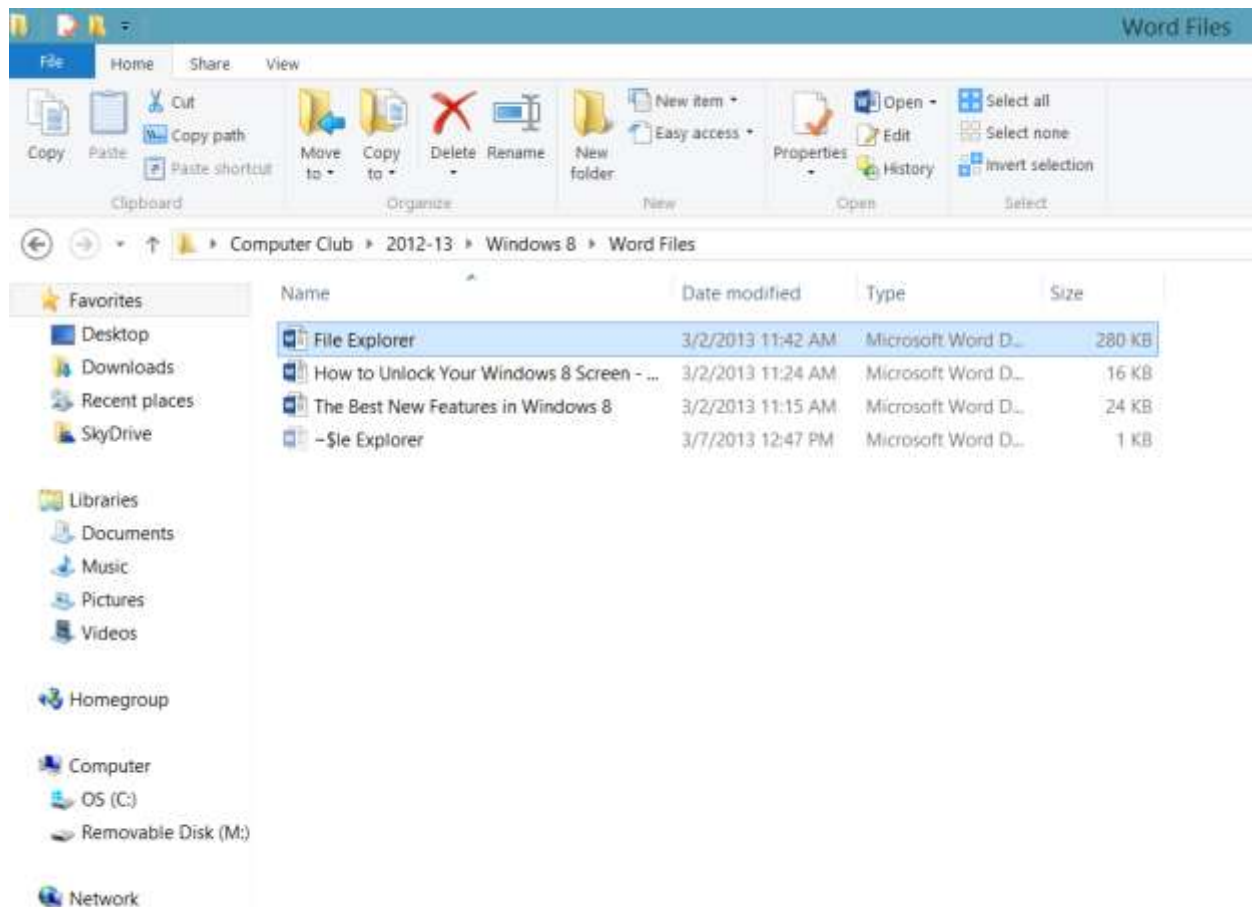 Word Files
File Home Share View
Copy
Paste
Cut
Copy path
Paste shortcut
Clipboard
Move to
Copy to
Delete
Rename
Organize
New folder
New item
Easy access
New
Properties
Open
Edit
History
Open
Select all
Select none
Invert selection
Select
Computer Club 2012-13 Windows 8 Word Files
Favorites
Desktop
Downloads
Recent places
SkyDrive
Libraries
Documents
Music
Pictures
Videos
Homegroup
Computer
OS (C:)
Removable Disk (M:)
Network
Name Date modified Type Size
File Explorer 3/2/2013 11:42 AM Microsoft Word D... 280 KB
How to Unlock Your Windows 8 Screen - ... 3/2/2013 11:24 AM Microsoft Word D... 16 KB
The Best New Features in Windows 8 3/2/2013 11:15 AM Microsoft Word D... 24 KB
~$le Explorer 3/7/2013 12:47 PM Microsoft Word D... 1 KB